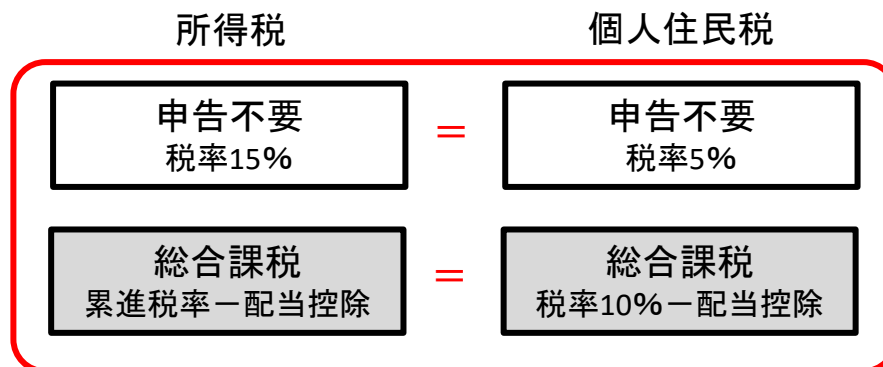 所得税 個人住民税
申告不要 = 申告不要
税率15% 税率5%
総合課税 = 総合課税
累進税率－配当控除 税率10%－配当控除